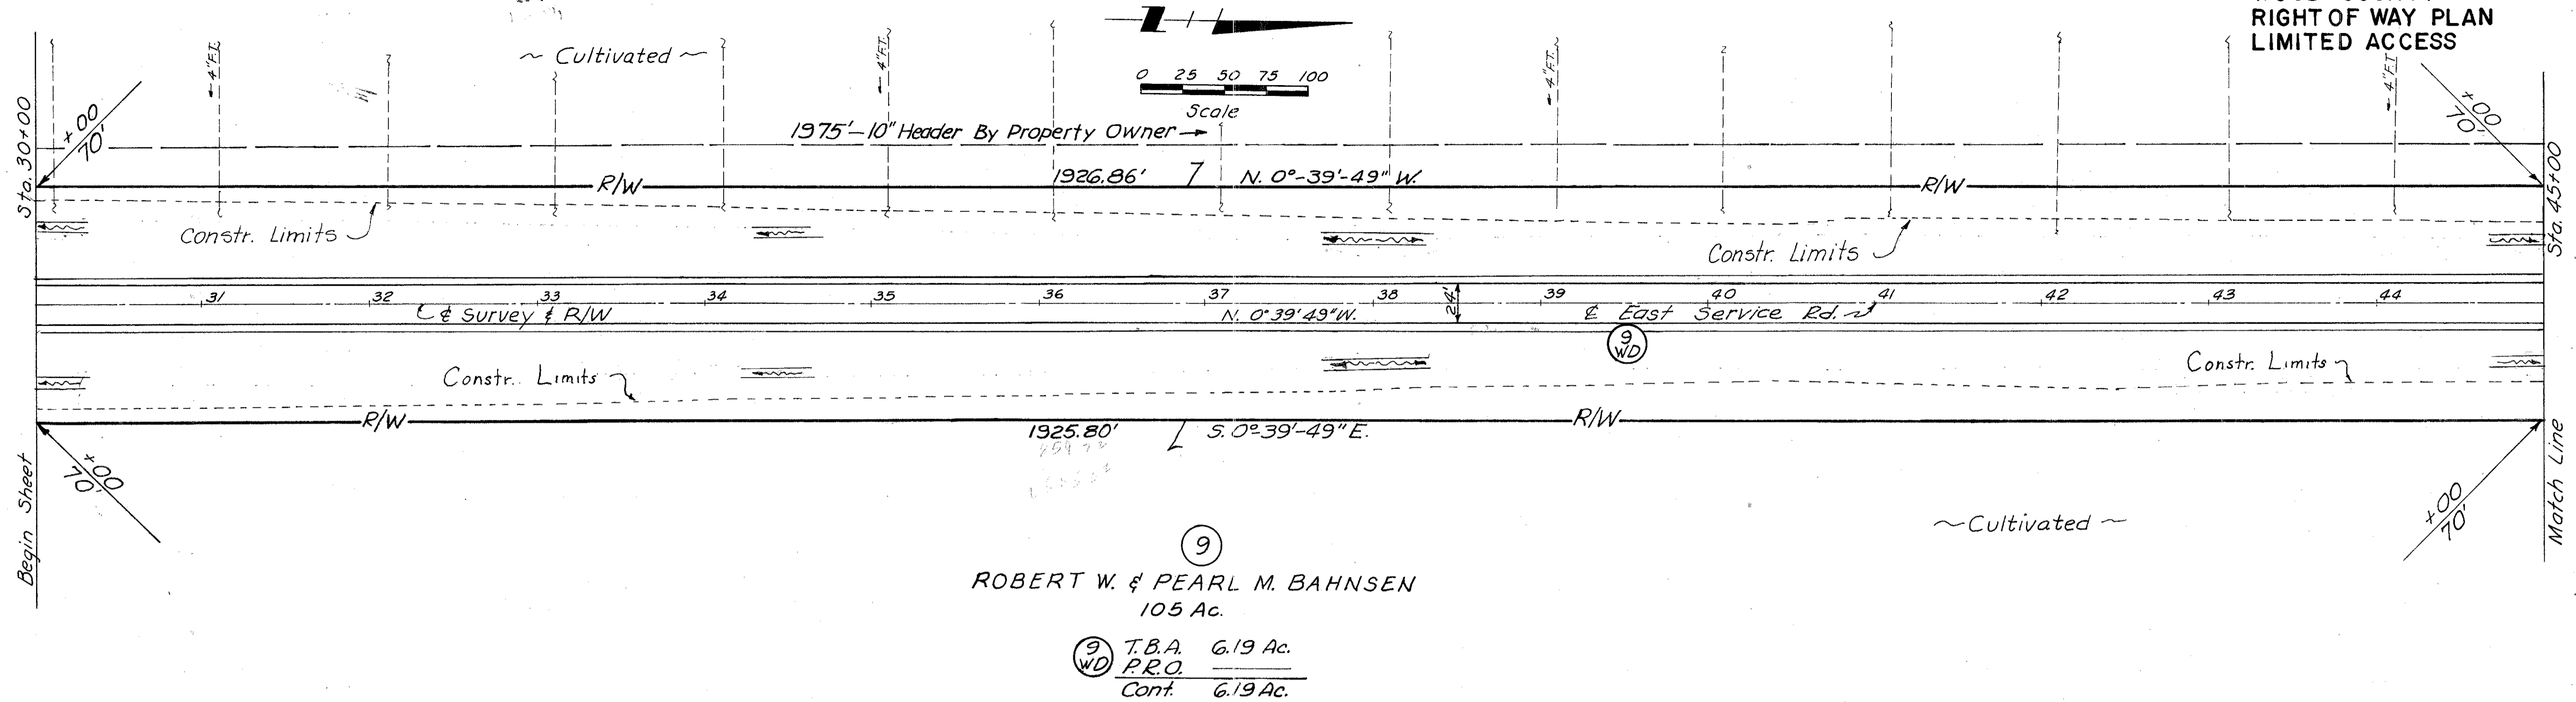 RIGHT OF WAY PLAN
LIMITED ACCESS
~ Cultivated ~
4" F.T.
4" F.T.
4" F.T.
4" F.T.
0 25 50 75 100
Scale
1975'-10" Header By Property Owner
Sta. 30+00
+00
70'
+00
70'
Sta. 45+00
R/W
1926.86' N. 0°-39'-49" W.
R/W
Constr. Limits
Constr. Limits
31 32 33 34 35 36 37 38 39 40 41 42 43 44
℄ Survey & R/W
N. 0°39'49" W.
24'
℄ East Service Rd.
9
WD
Constr. Limits
Constr. Limits
R/W
1925.80' S. 0°-39'-49" E.
R/W
Begin Sheet
+00
70'
+00
70'
Match Line
~ Cultivated ~
9
ROBERT W. & PEARL M. BAHNSEN
105 Ac.
9
WD
T.B.A. 6.19 Ac.
P.R.O.
Cont. 6.19 Ac.